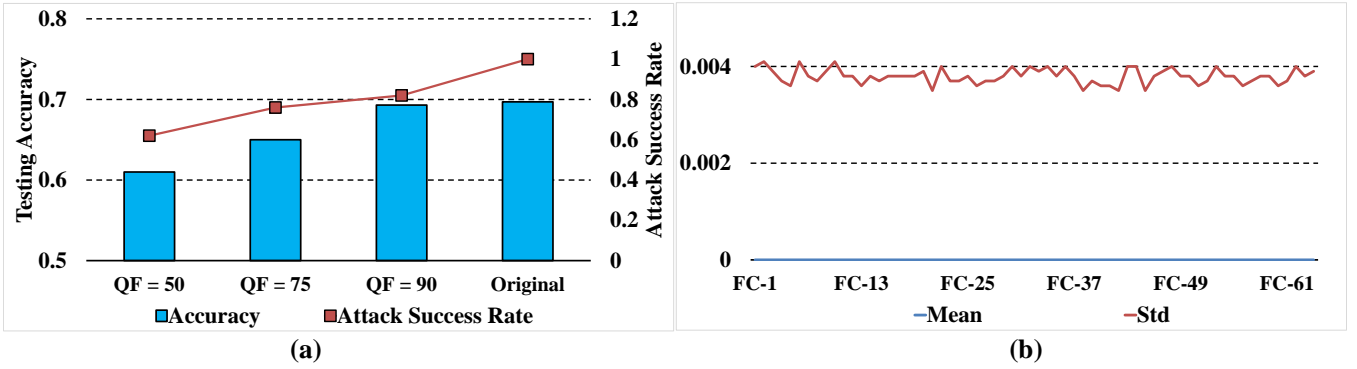 0.8
0.7
0.6
0.5
Testing Accuracy
1.2
1
0.8
0.6
0.4
0.2
0
Attack Success Rate
QF = 50 QF = 75 QF = 90 Original
Accuracy Attack Success Rate
(a)
0.004
0.002
0
FC-1 FC-13 FC-25 FC-37 FC-49 FC-61
Mean Std
(b)